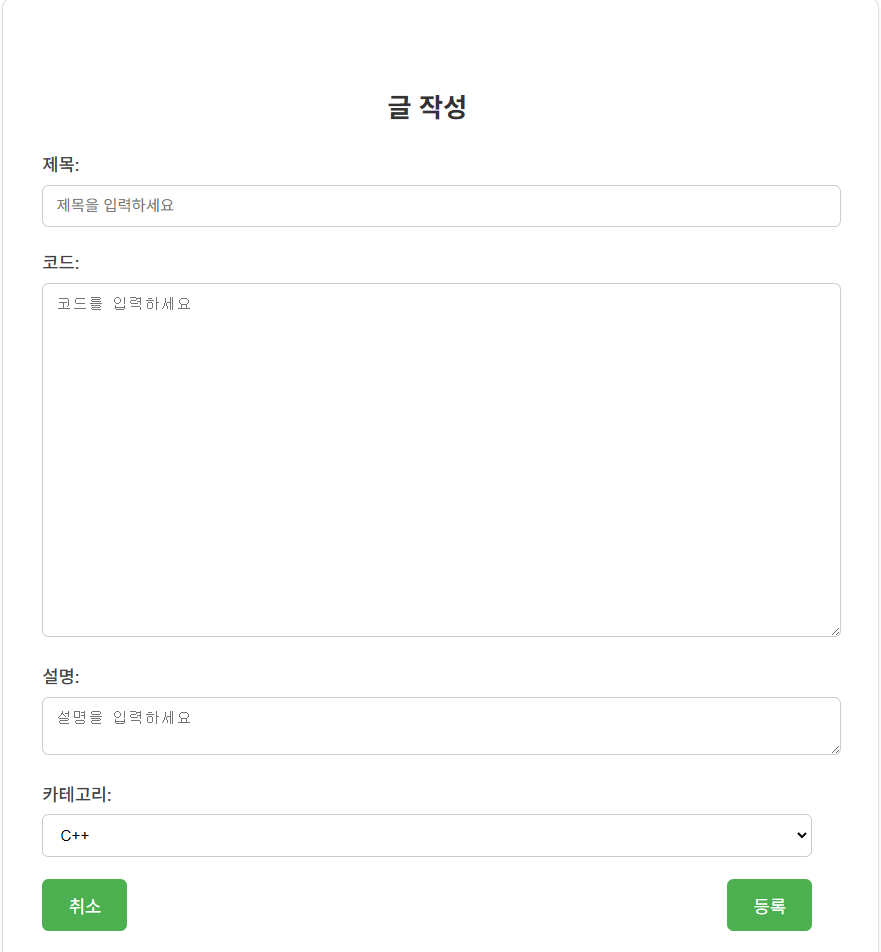 글 작성
제목:
제목을 입력하세요
코드:
코드를 입력하세요
설명:
설명을 입력하세요
카테고리:
C++
취소
등록